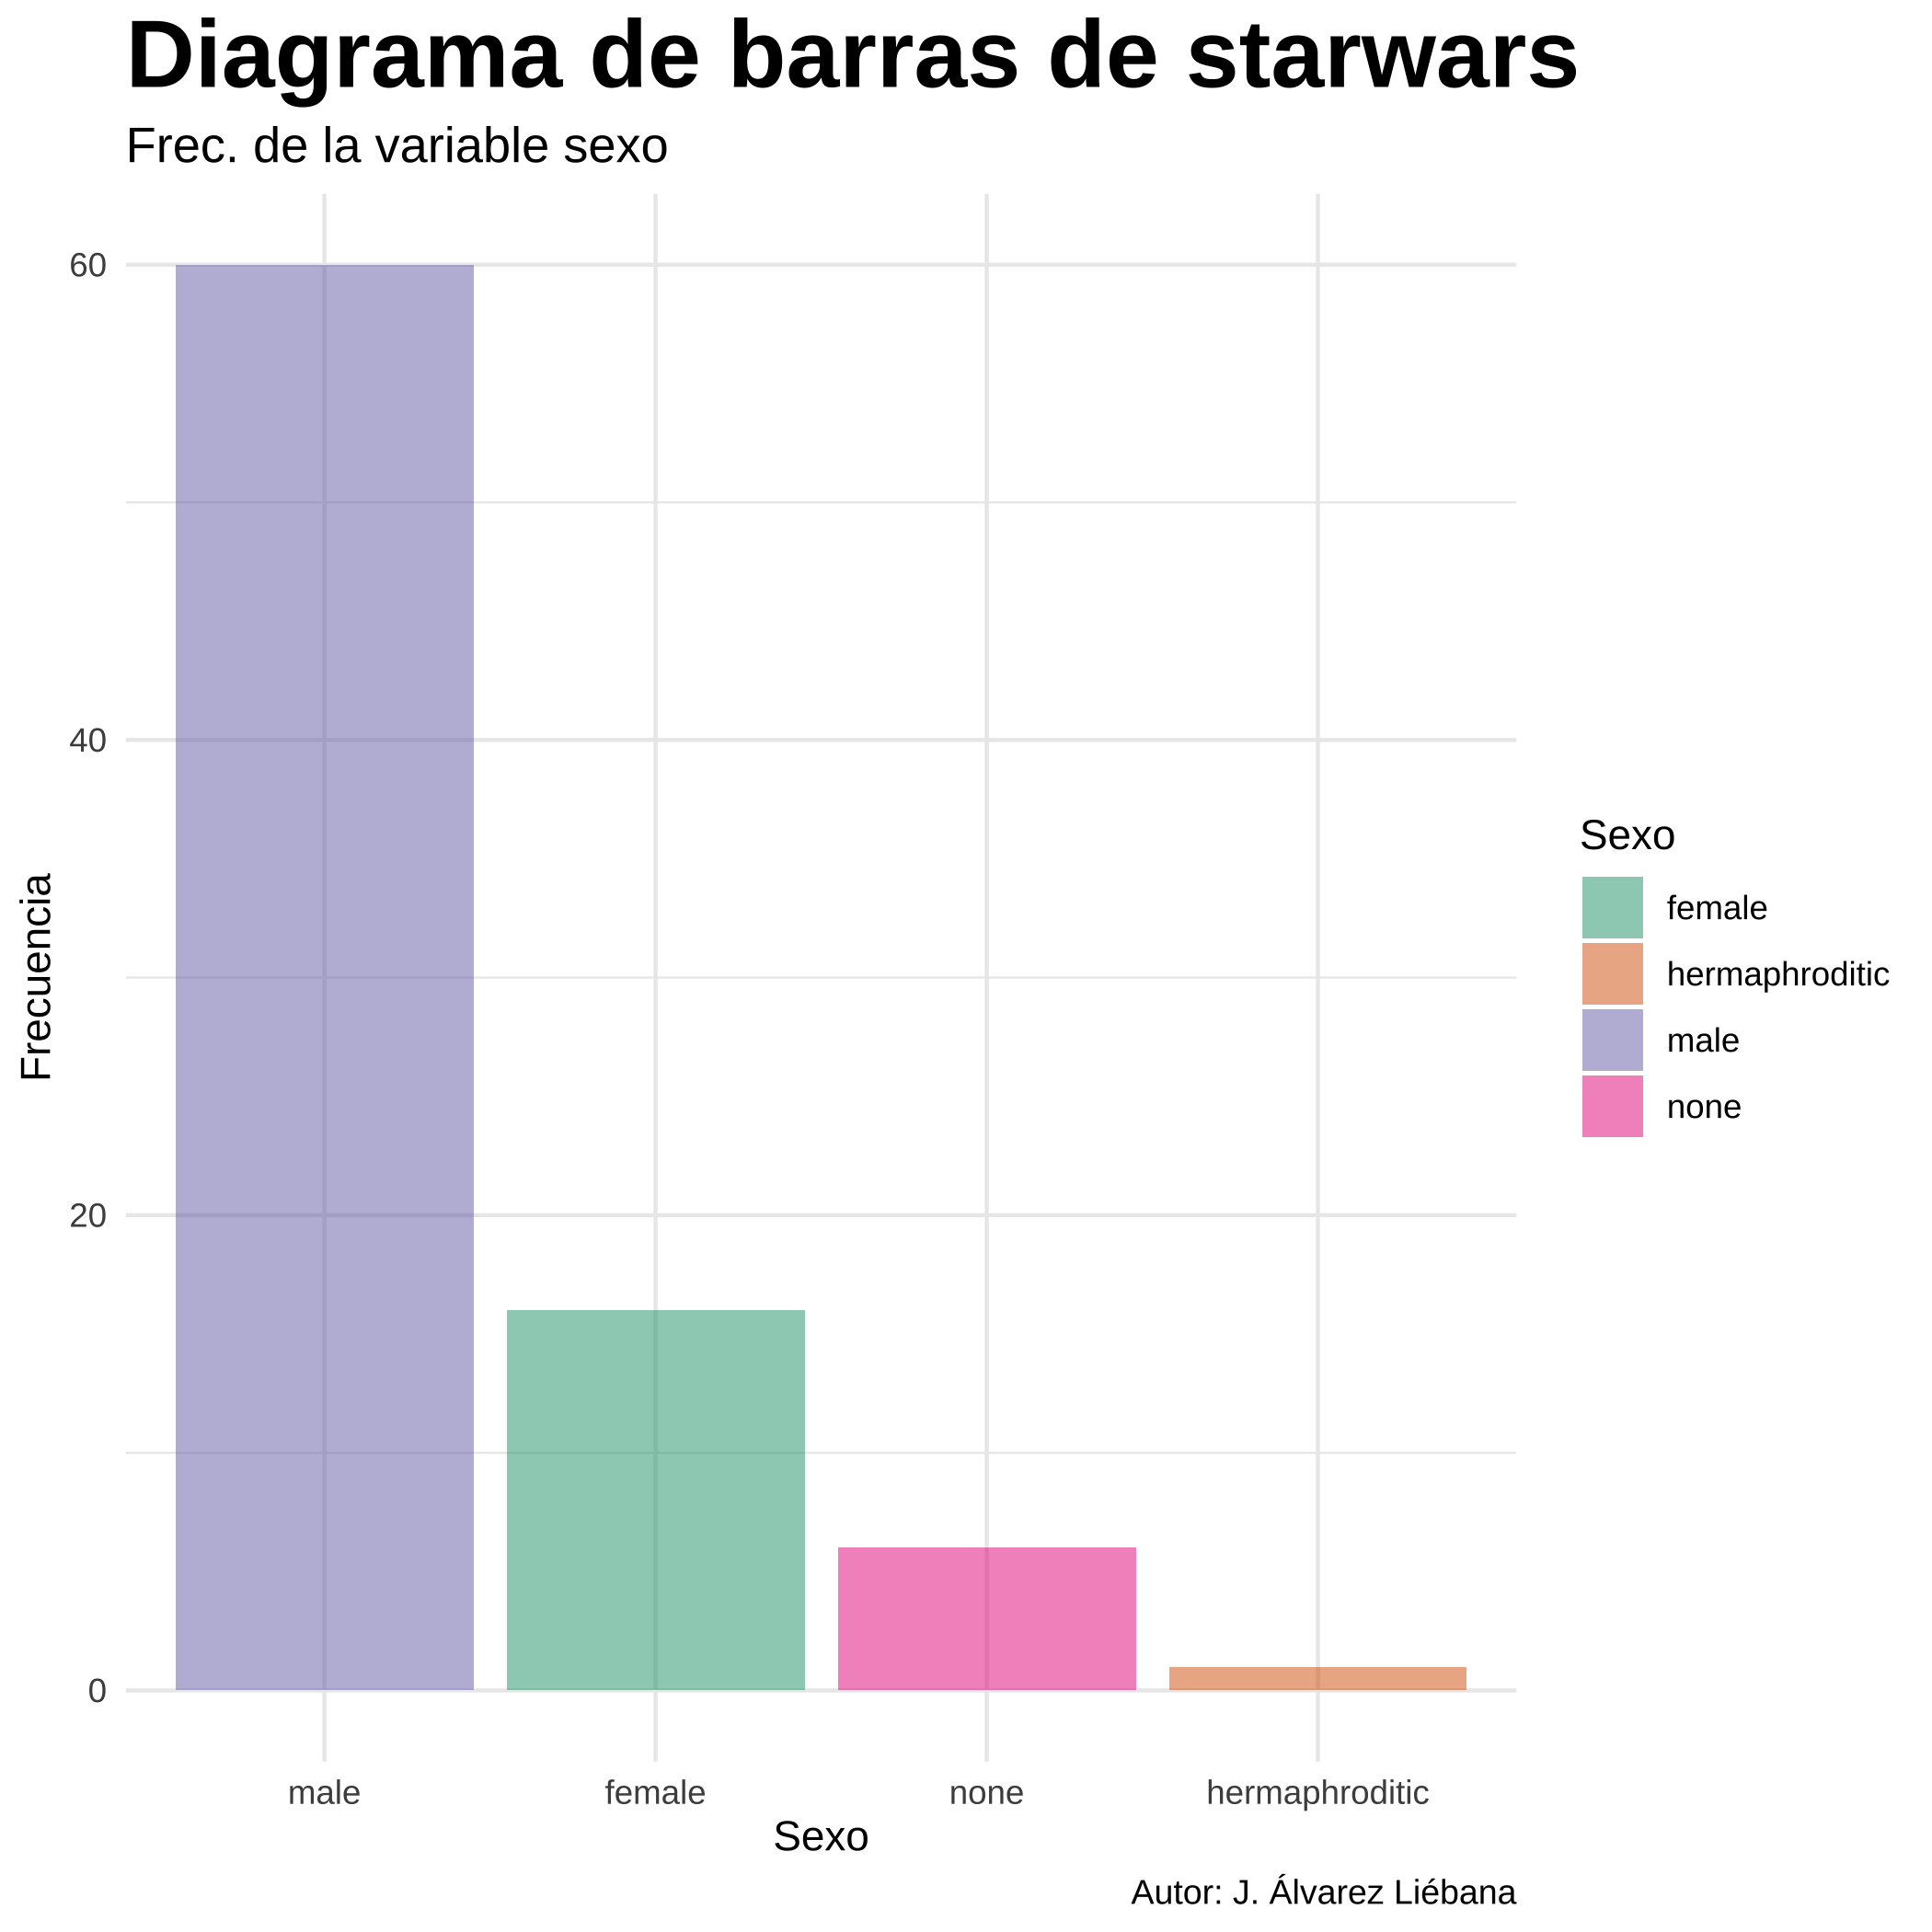 Diagrama de barras de starwars
Frec. de la variable sexo
60
40
20
0
Frecuencia
male
female
none
hermaphroditic
Sexo
Sexo
female
hermaphroditic
male
none
Autor: J. Álvarez Liébana